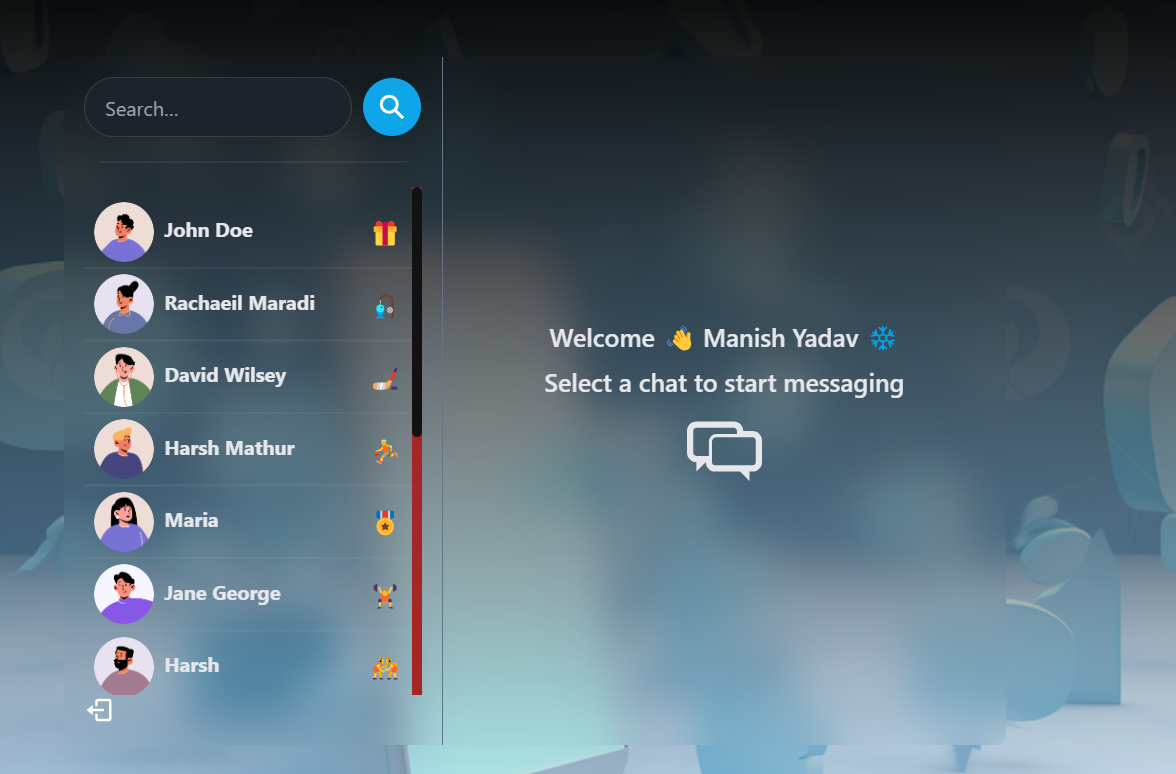 Search...
John Doe
Rachaeil Maradi
David Wilsey
Harsh Mathur
Maria
Jane George
Harsh
Welcome 👋 Manish Yadav ❄
Select a chat to start messaging